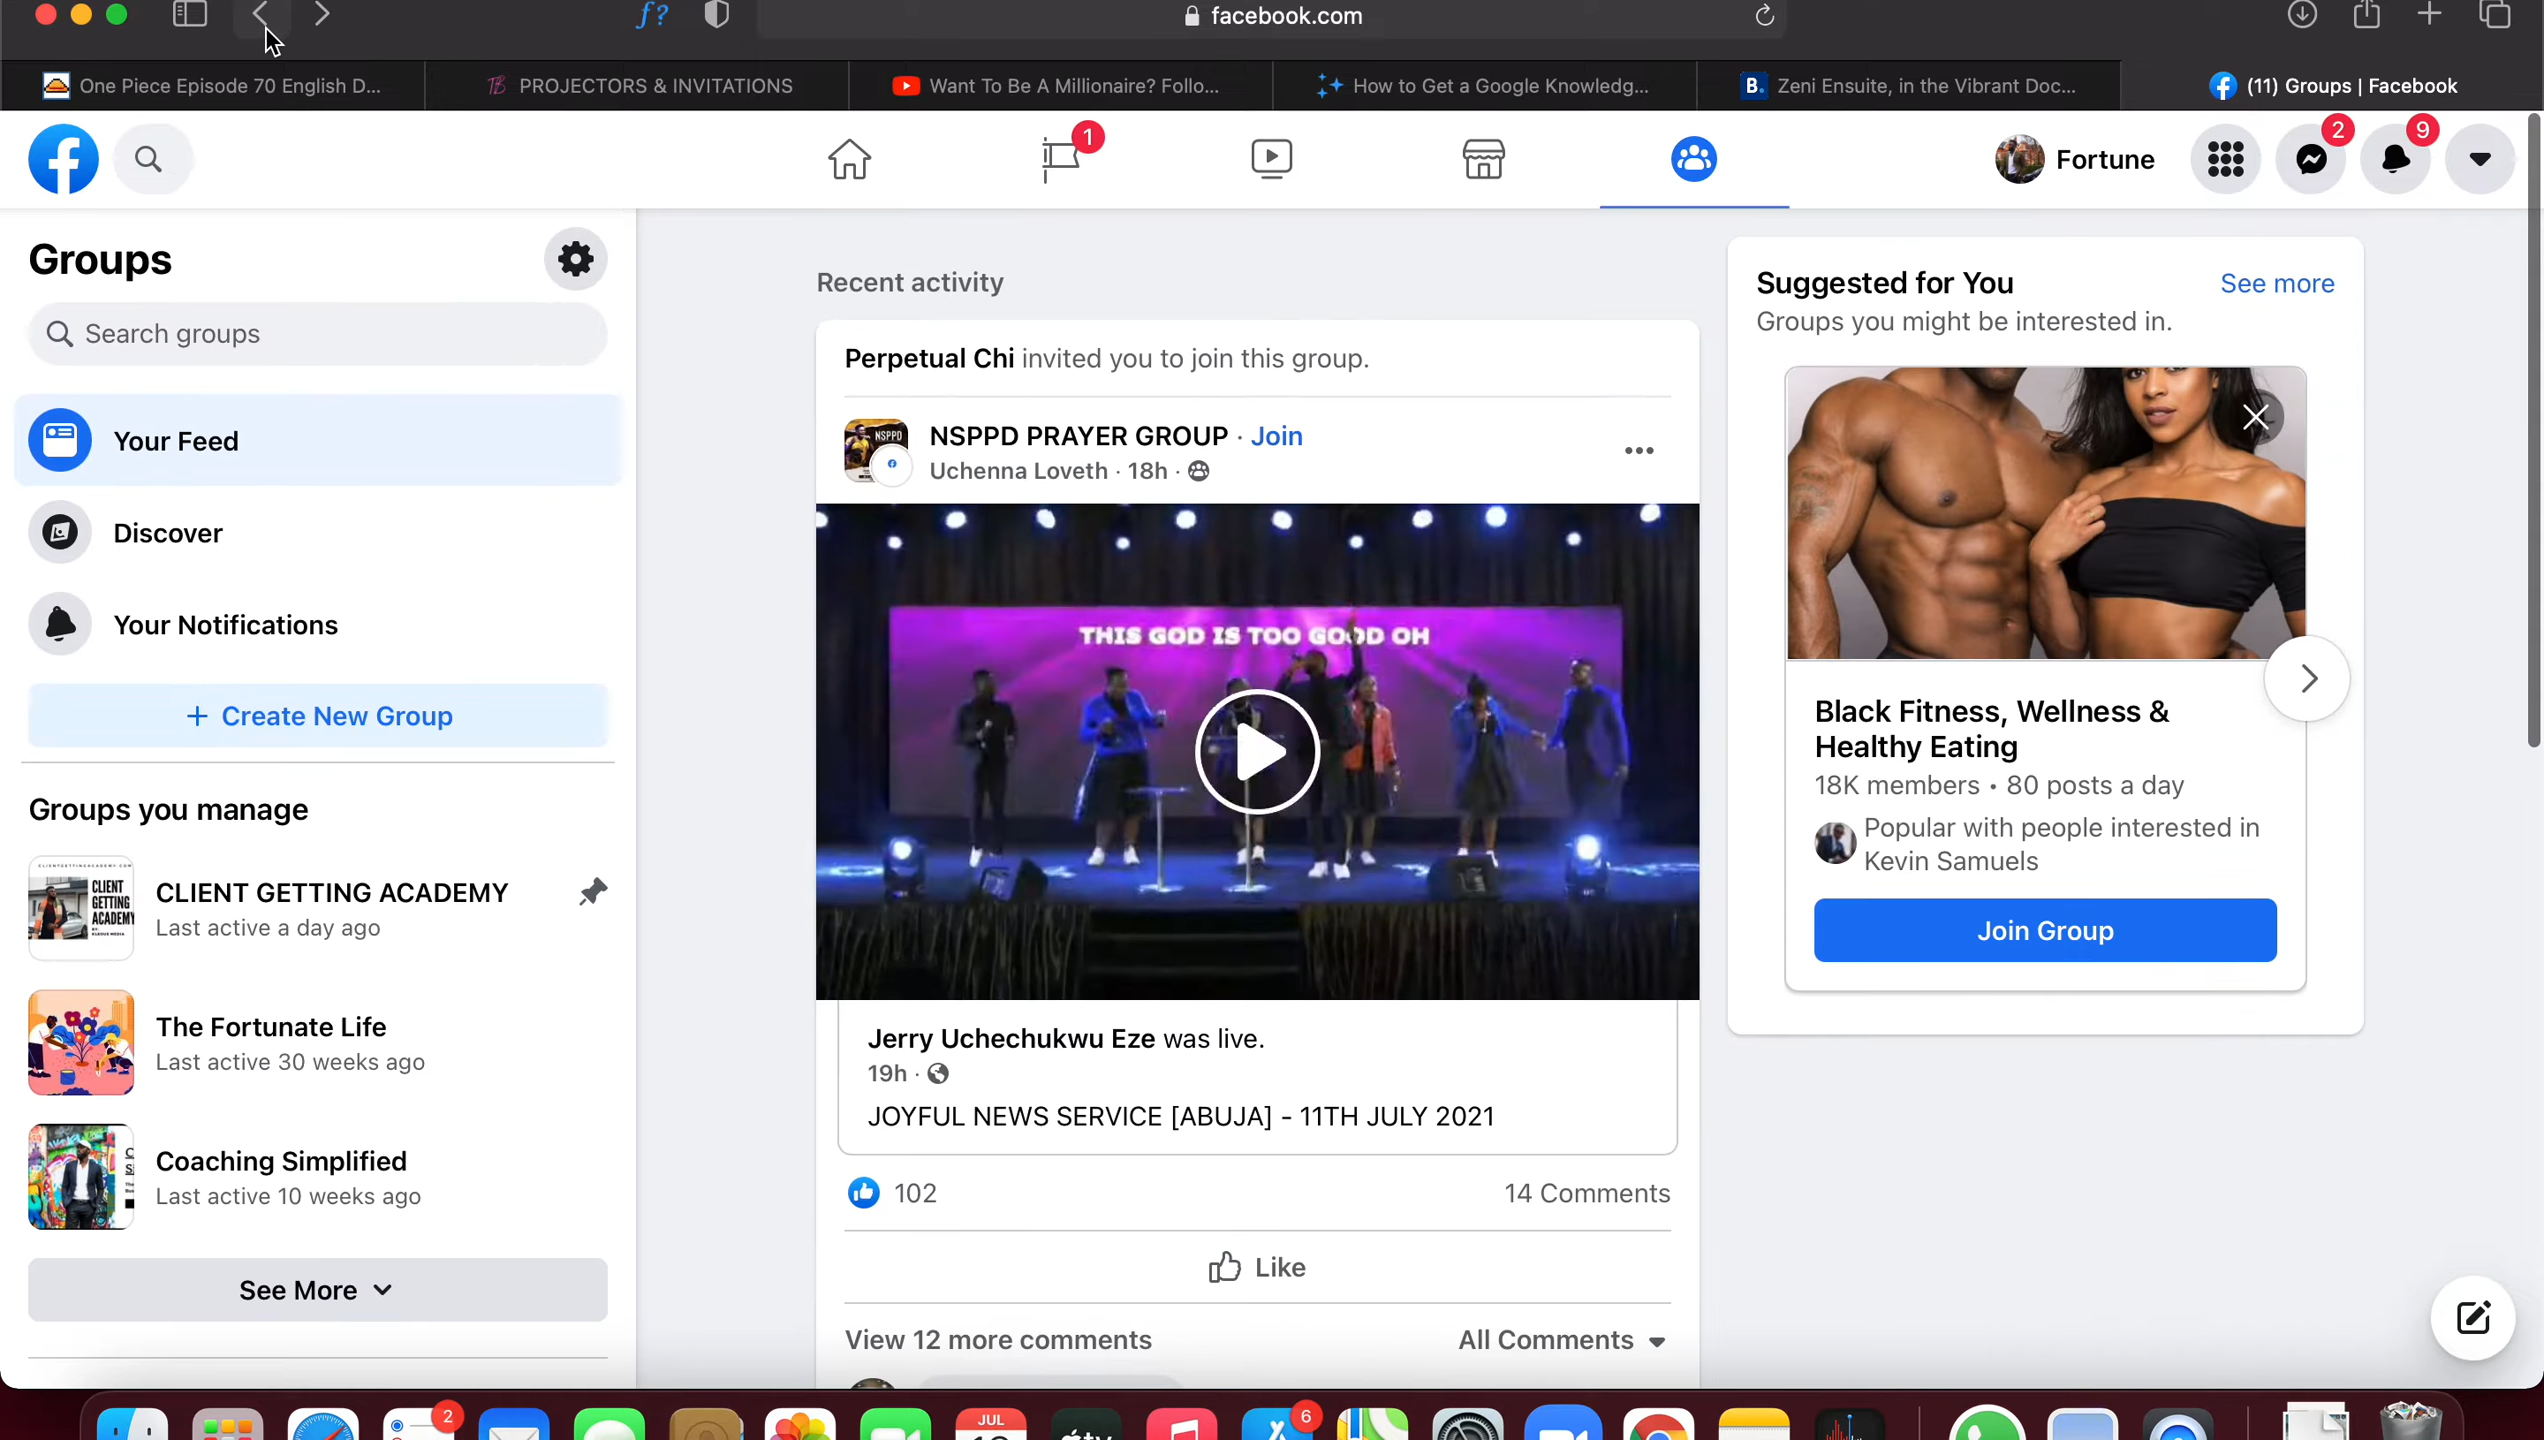 facebook.com
One Piece Episode 70 English D...
PROJECTORS & INVITATIONS
Want To Be A Millionaire? Follo...
How to Get a Google Knowledg...
Zeni Ensuite, in the Vibrant Doc...
(11) Groups | Facebook
1
Fortune
2
9
Groups
Search groups
Your Feed
Discover
Your Notifications
+ Create New Group
Groups you manage
CLIENT GETTING ACADEMY
CLIENT GETTING ACADEMY
Last active a day ago
The Fortunate Life
Last active 30 weeks ago
Coaching Simplified
Last active 10 weeks ago
See More
Recent activity
Perpetual Chi invited you to join this group.
NSPPD
NSPPD PRAYER GROUP · Join
Uchenna Loveth · 18h ·
THIS GOD IS TOO GOOD OH
Jerry Uchechukwu Eze was live.
19h ·
JOYFUL NEWS SERVICE [ABUJA] - 11TH JULY 2021
102
14 Comments
Like
View 12 more comments
All Comments
Suggested for You
See more
Groups you might be interested in.
Black Fitness, Wellness &
Healthy Eating
18K members • 80 posts a day
Popular with people interested in
Kevin Samuels
Join Group
2
JUL
6